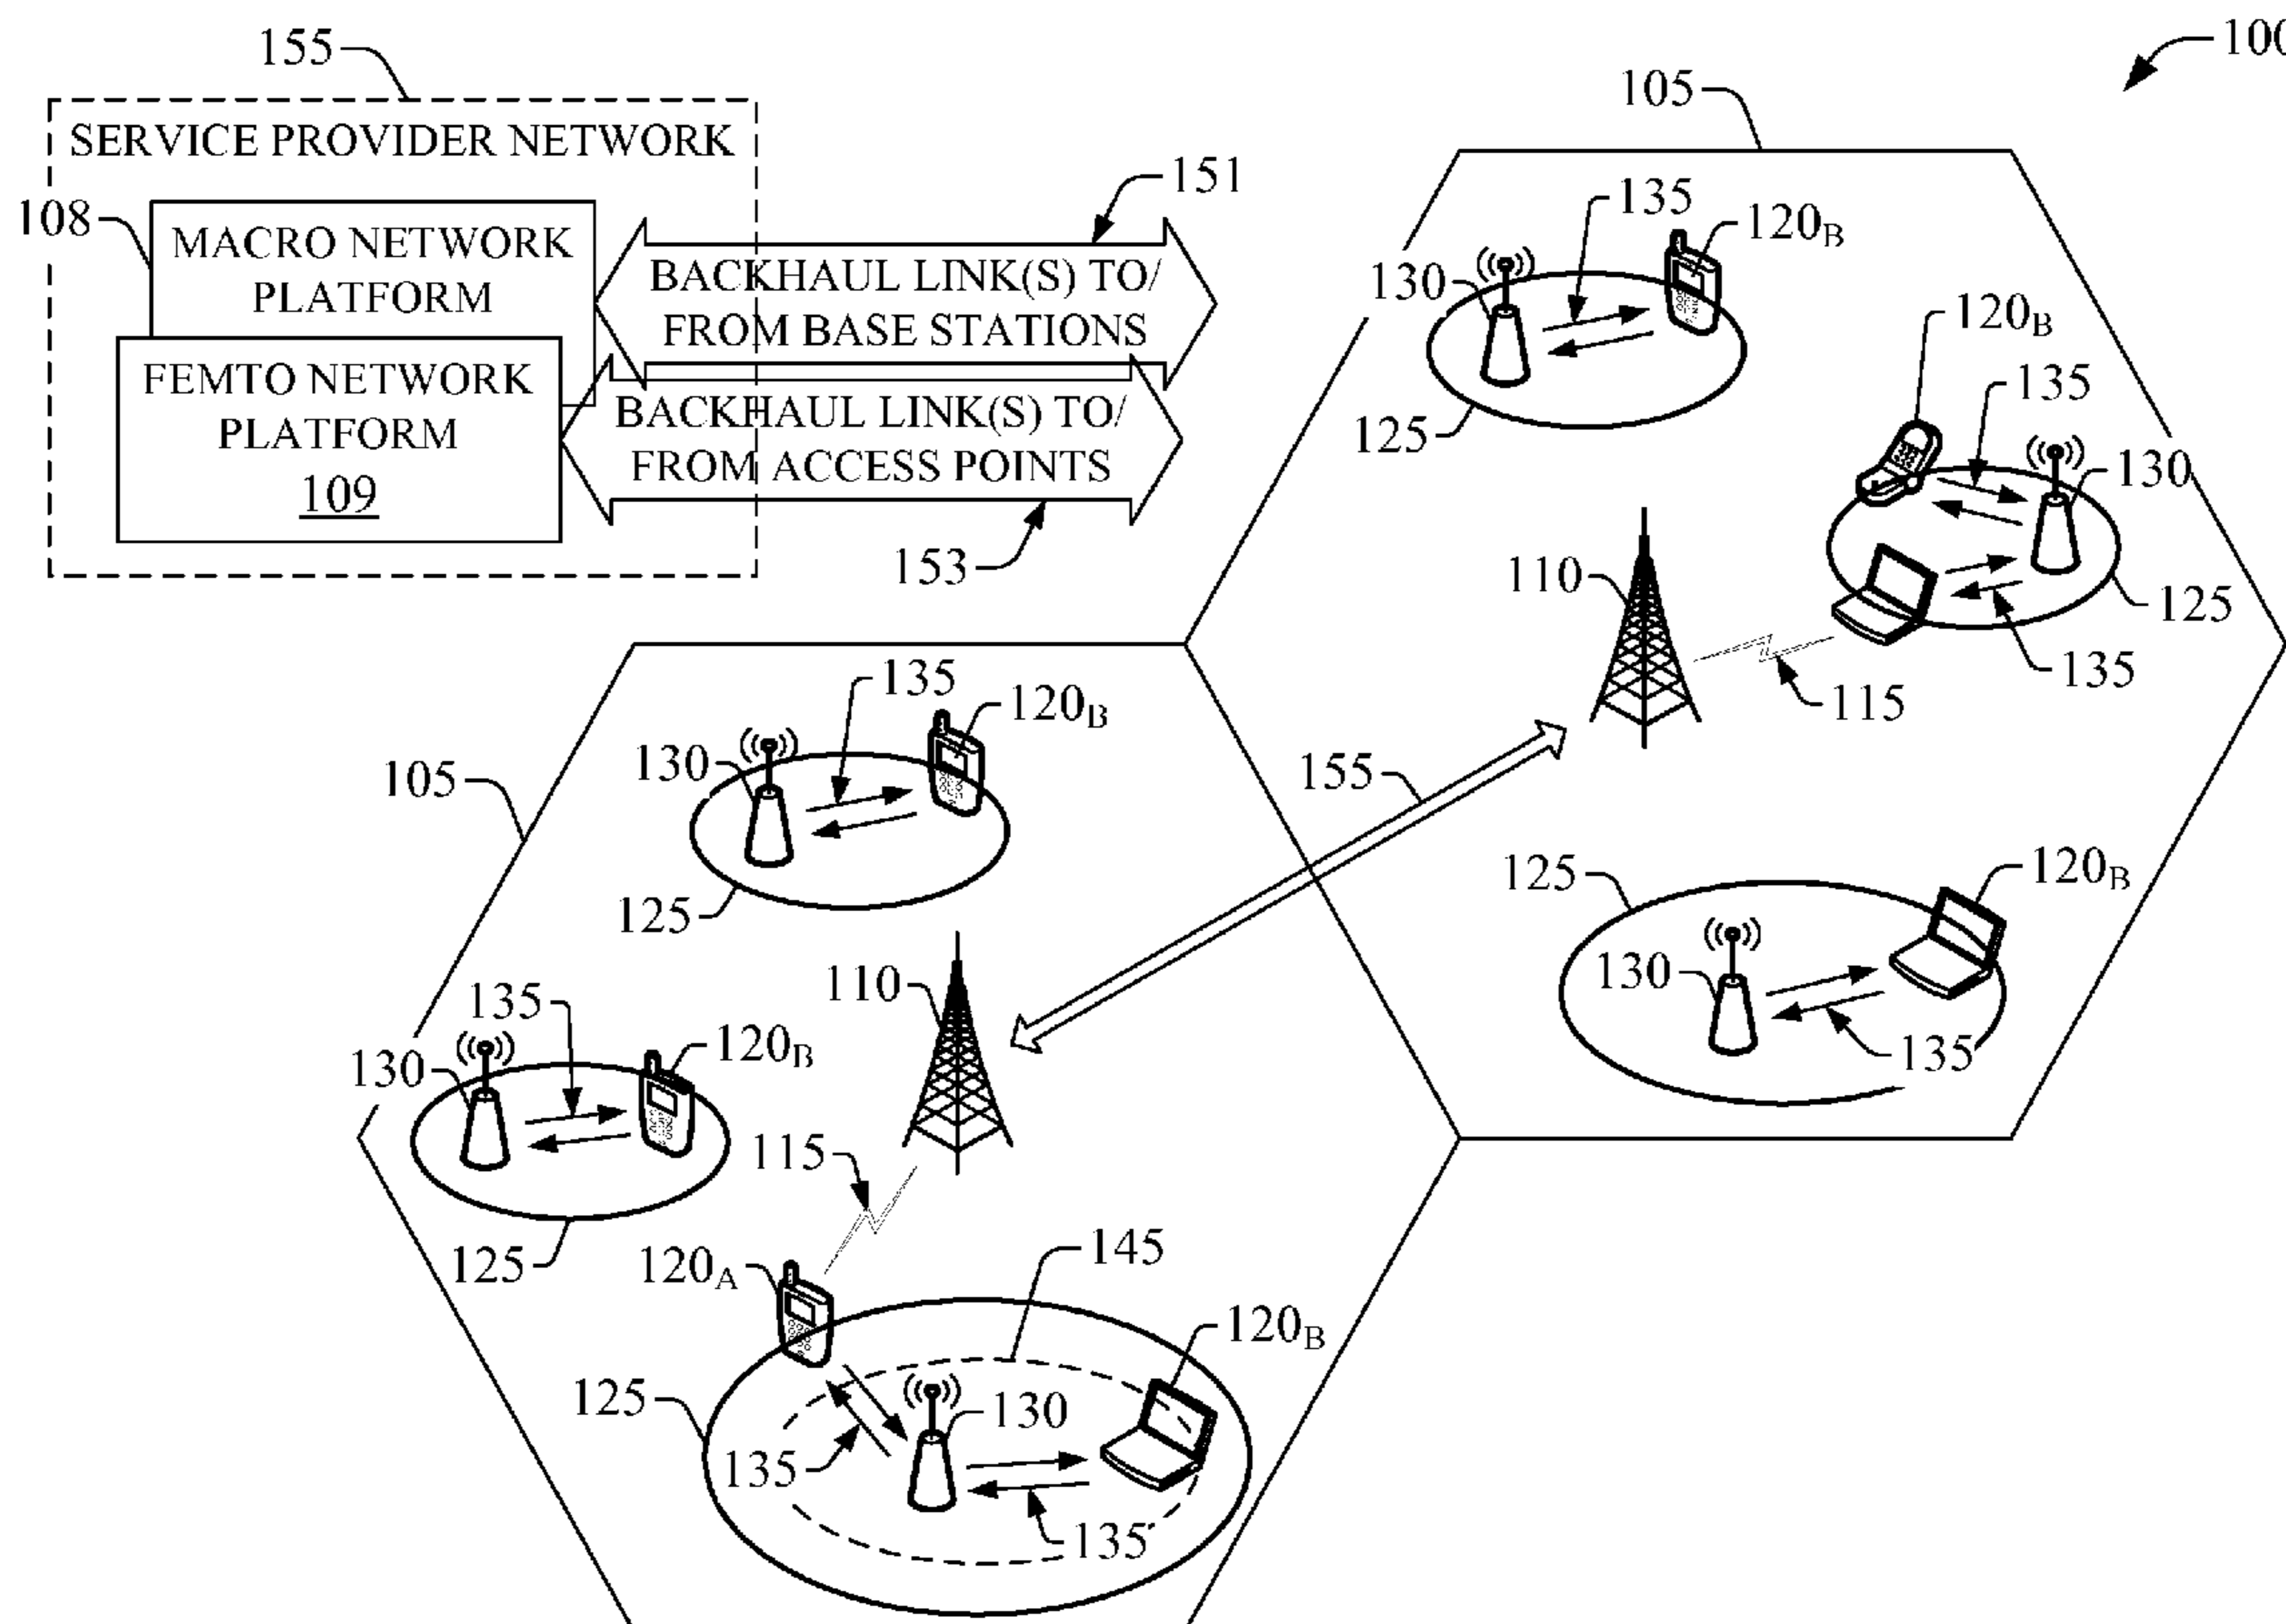 100
155
SERVICE PROVIDER NETWORK
108
MACRO NETWORK
PLATFORM
FEMTO NETWORK
PLATFORM
109
151
BACKHAUL LINK(S) TO/
FROM BASE STATIONS
BACKHAUL LINK(S) TO/
FROM ACCESS POINTS
153
105
135
120B
130
125
120B
135
130
125
135
110
115
155
125
120B
130
135
105
135
120B
130
125
110
135
120B
130
125
115
120A
145
120B
125
130
135
135